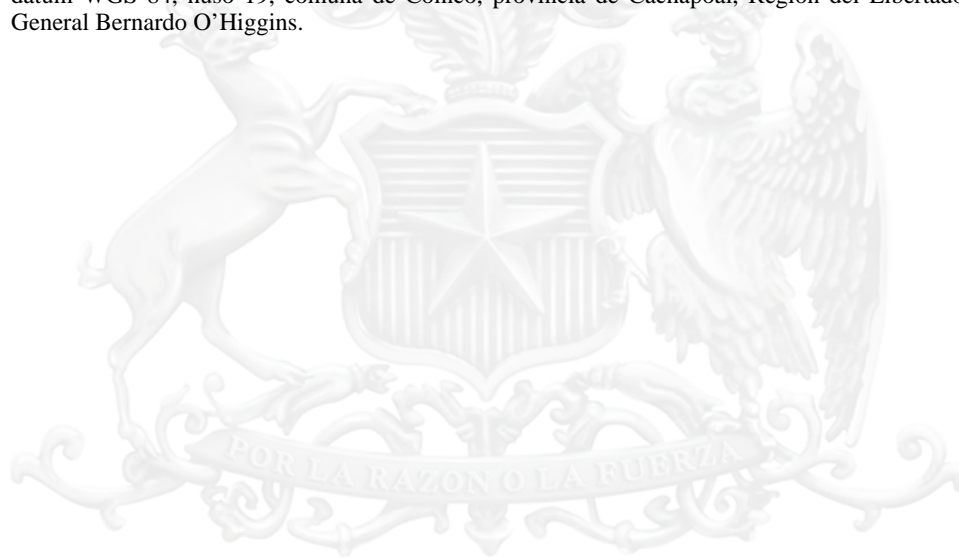 datum WGS 84, huso 19, comuna de Coinco, provincia de Cachapoal, Región del Libertador
General Bernardo O’Higgins.
POR LA RAZON O LA FUERZA